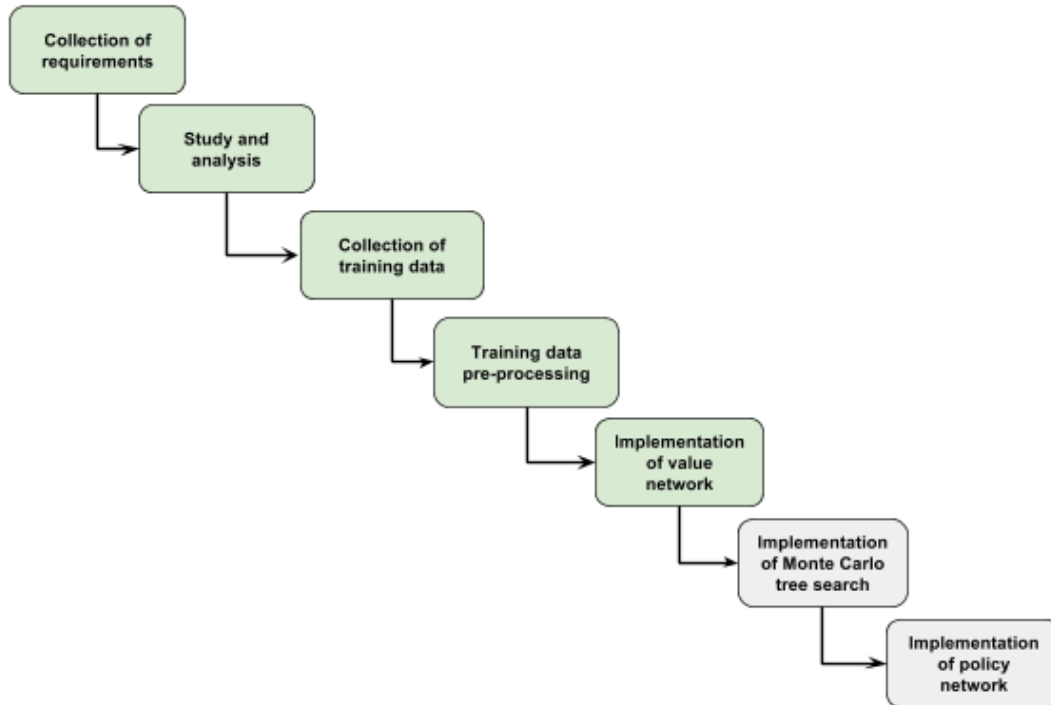 Collection of
requirements
Study and
analysis
Collection of
training data
Training data
pre-processing
Implementation
of value
network
Implementation
of Monte Carlo
tree search
Implementation
of policy
network